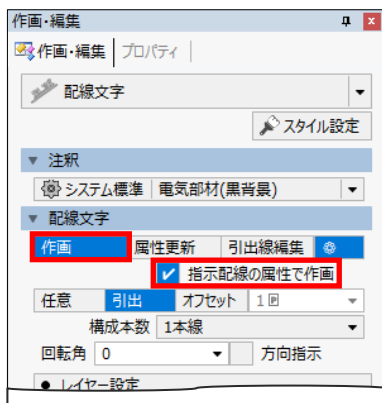 作画・編集
作画・編集 プロパティ
配線文字
スタイル設定
▼ 注釈
システム標準 電気部材(黒背景)
▼ 配線文字
作画 属性更新 引出線編集
指示配線の属性で作画
任意 引出 オフセット 1 P
構成本数 1本線
回転角 0 方向指示
● レイヤー設定